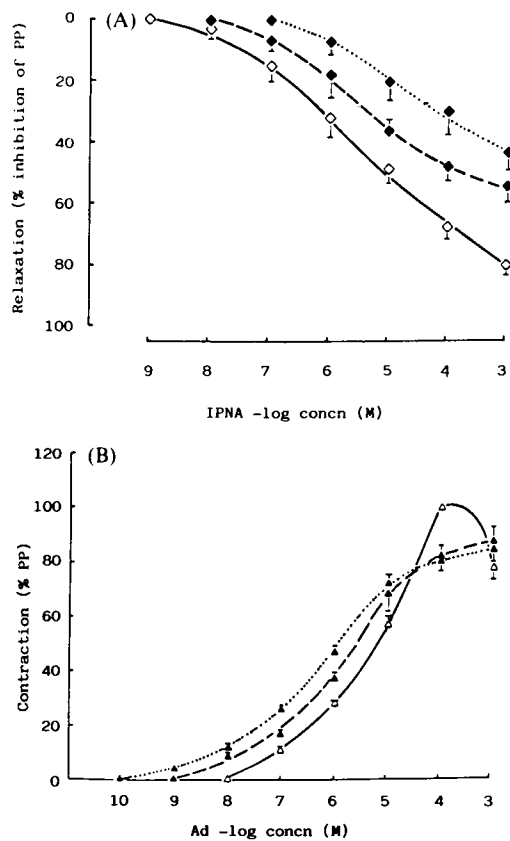 (A)
Relaxation (% inhibition of PP)
0
20
40
60
80
100
9 8 7 6 5 4 3
IPNA -log concn (M)
(B)
Contraction (% PP)
120
100
80
60
40
20
0
10 9 8 7 6 5 4 3
Ad -log concn (M)